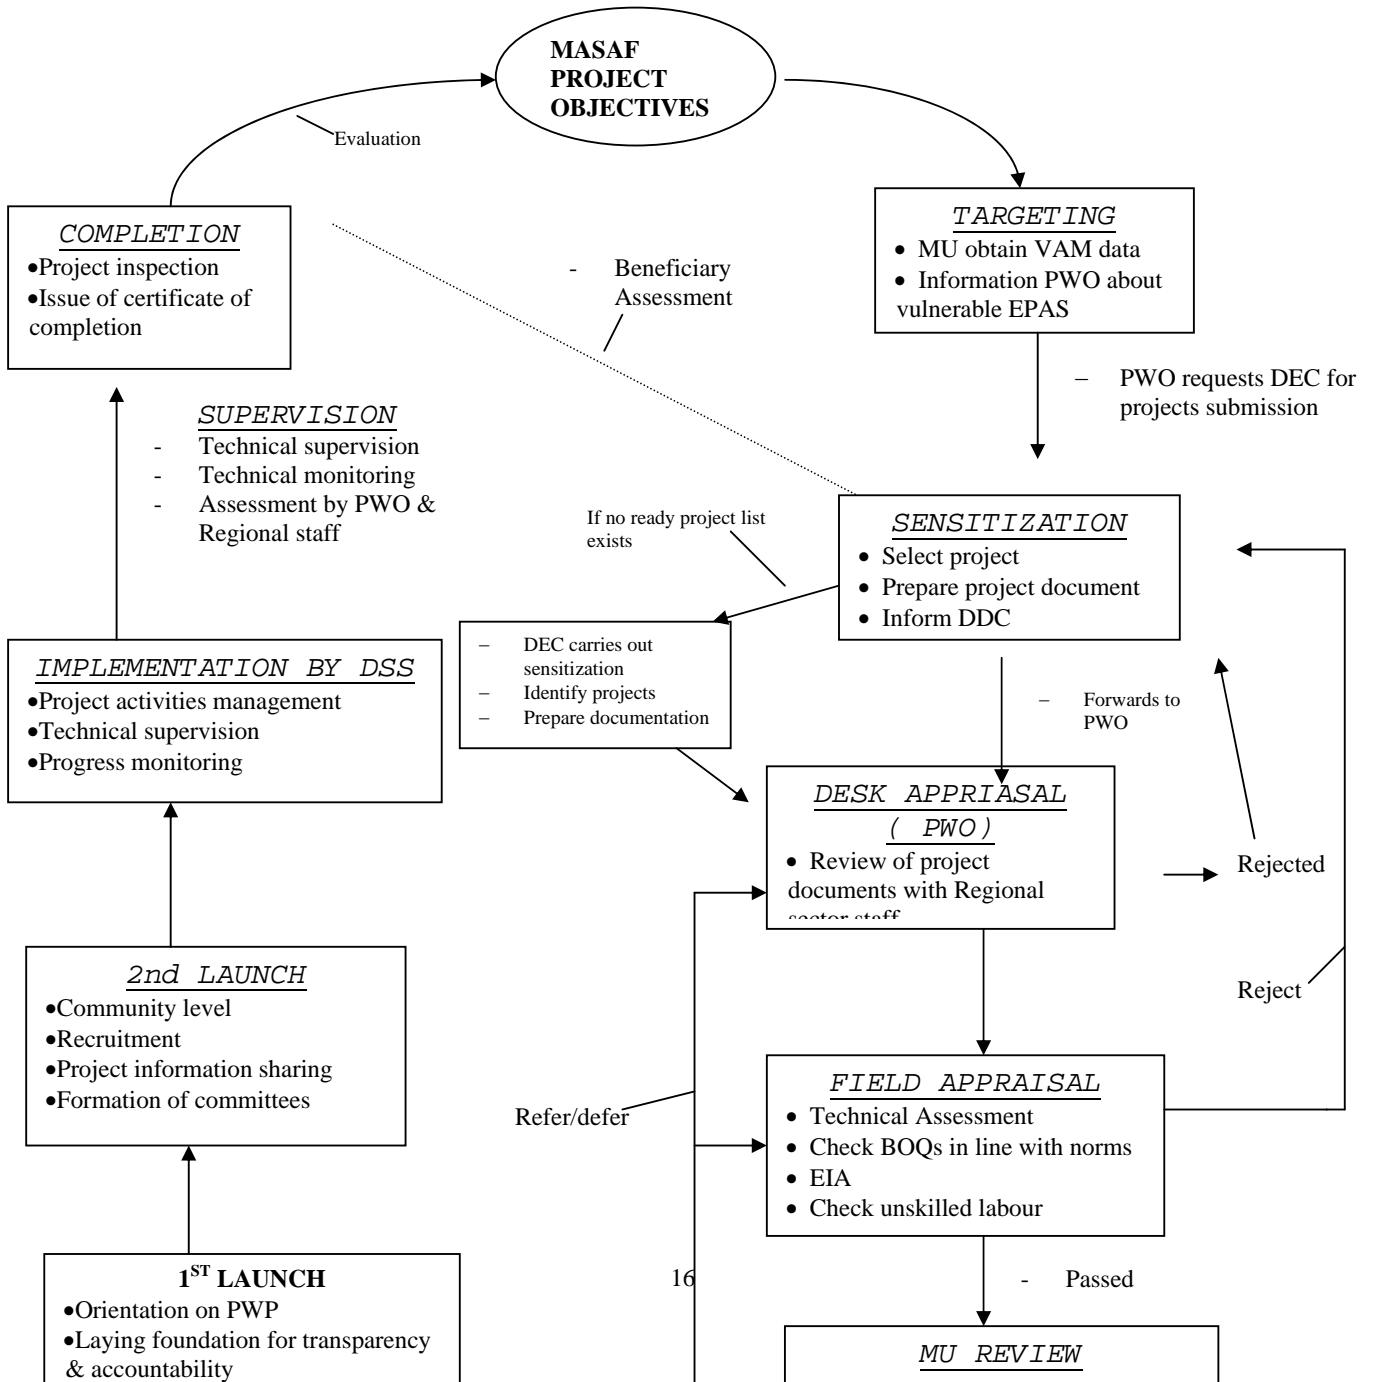 MASAF
PROJECT
OBJECTIVES
Evaluation
TARGETING
• MU obtain VAM data
• Information PWO about
vulnerable EPAS
COMPLETION
•Project inspection
•Issue of certificate of
completion
- Beneficiary
Assessment
– PWO requests DEC for
projects submission
SUPERVISION
- Technical supervision
- Technical monitoring
- Assessment by PWO &
Regional staff
If no ready project list
exists
SENSITIZATION
• Select project
• Prepare project document
• Inform DDC
– DEC carries out
sensitization
– Identify projects
– Prepare documentation
IMPLEMENTATION BY DSS
•Project activities management
•Technical supervision
•Progress monitoring
– Forwards to
PWO
DESK APPRIASAL
( PWO)
• Review of project
documents with Regional
sector staff
Rejected
2nd LAUNCH
•Community level
•Recruitment
•Project information sharing
•Formation of committees
Reject
FIELD APPRAISAL
• Technical Assessment
• Check BOQs in line with norms
• EIA
• Check unskilled labour
Refer/defer
1ST LAUNCH
•Orientation on PWP
•Laying foundation for transparency
& accountability
16
- Passed
MU REVIEW